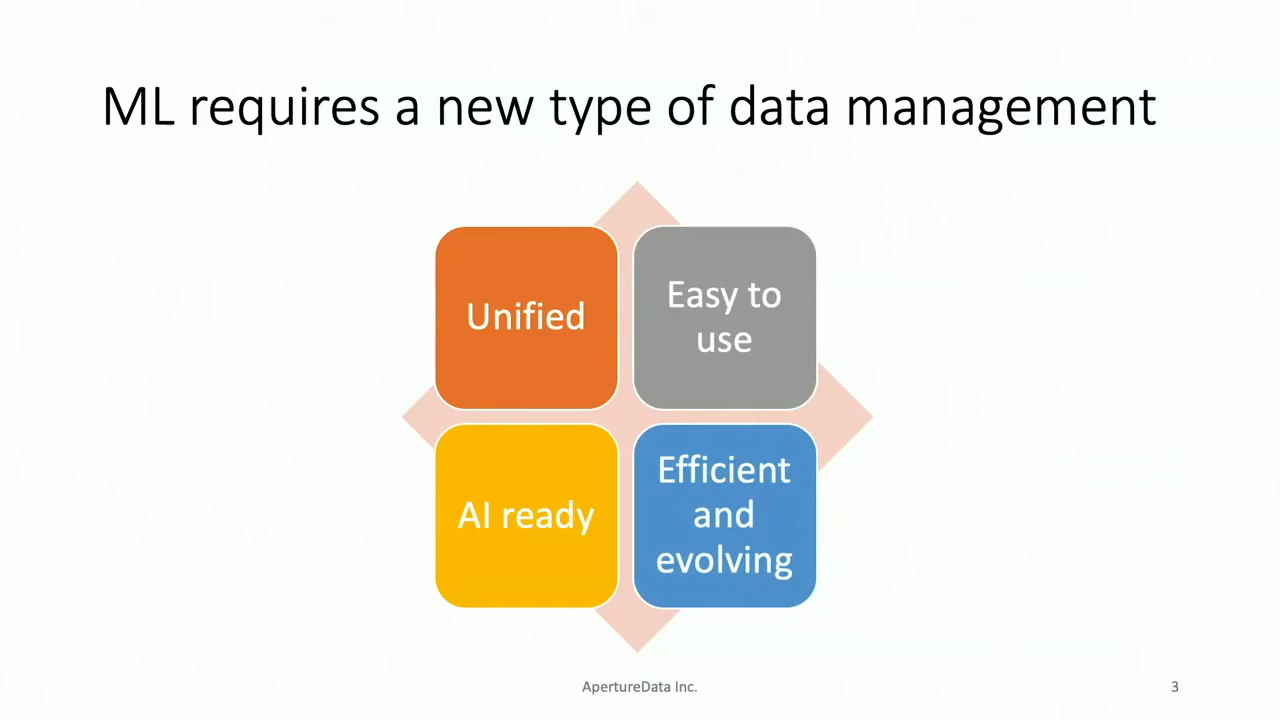 ML requires a new type of data management
Unified
Easy to
use
AI ready
Efficient
and
evolving
ApertureData Inc.
3